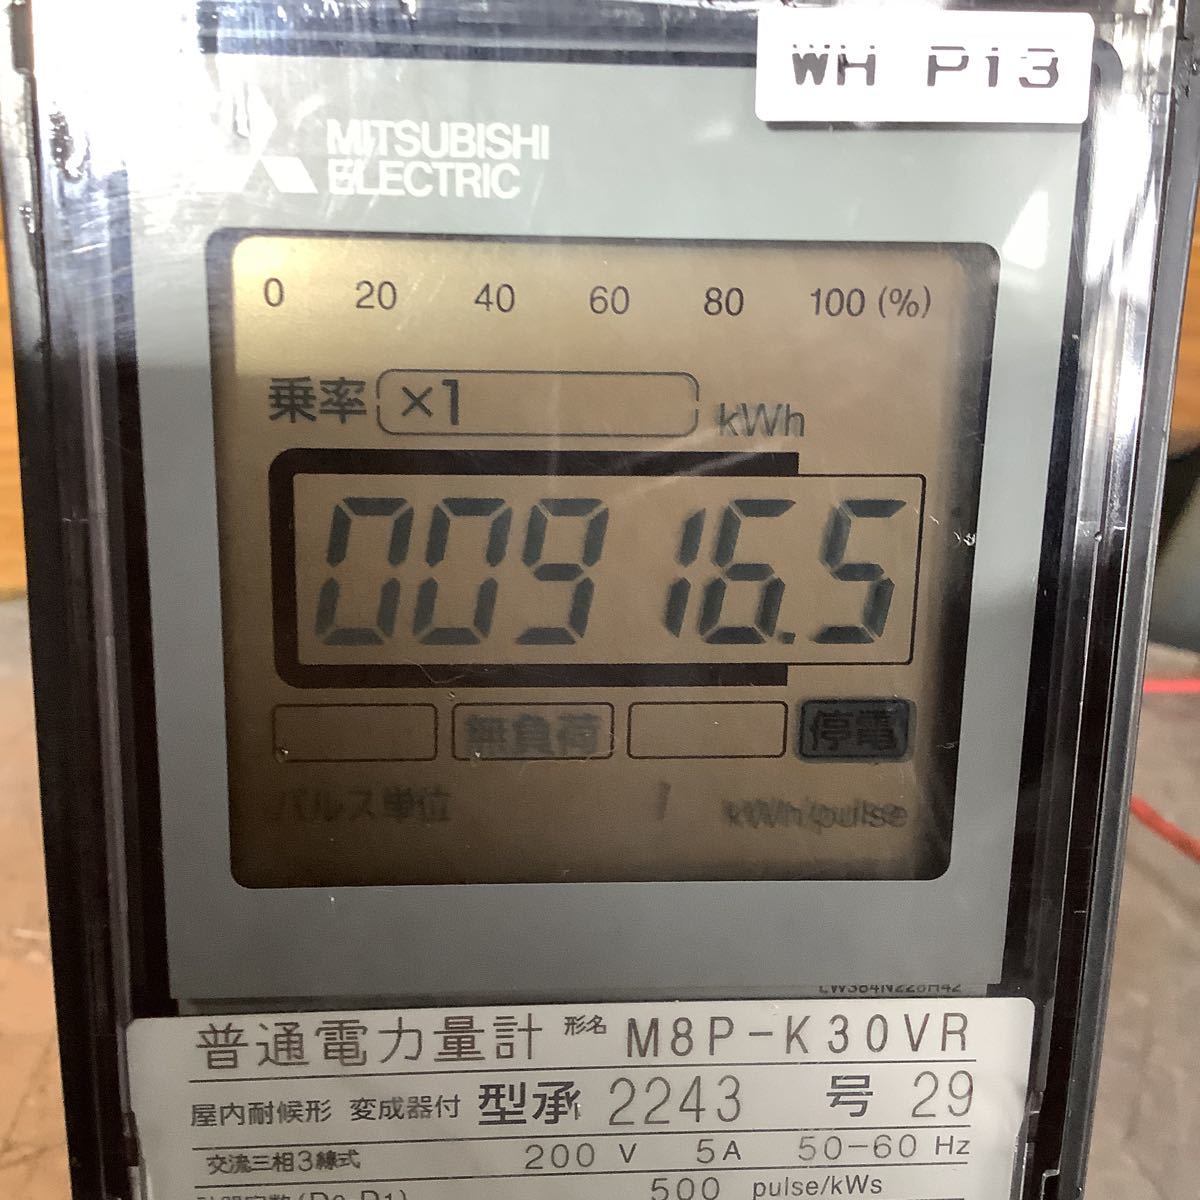 WH P13
MITSUBISHI
ELECTRIC
0 20 40 60 80 100 (%)
乗率 ×1 kWh
00916.5
無負荷 停電
パルス単位 1 kWh/pulse
普通電力量計 形名 M8P-K30VR
屋内耐候形 変成器付 型承 2243 号 29
交流三相3線式 200 V 5A 50-60 Hz
500 pulse/kWs